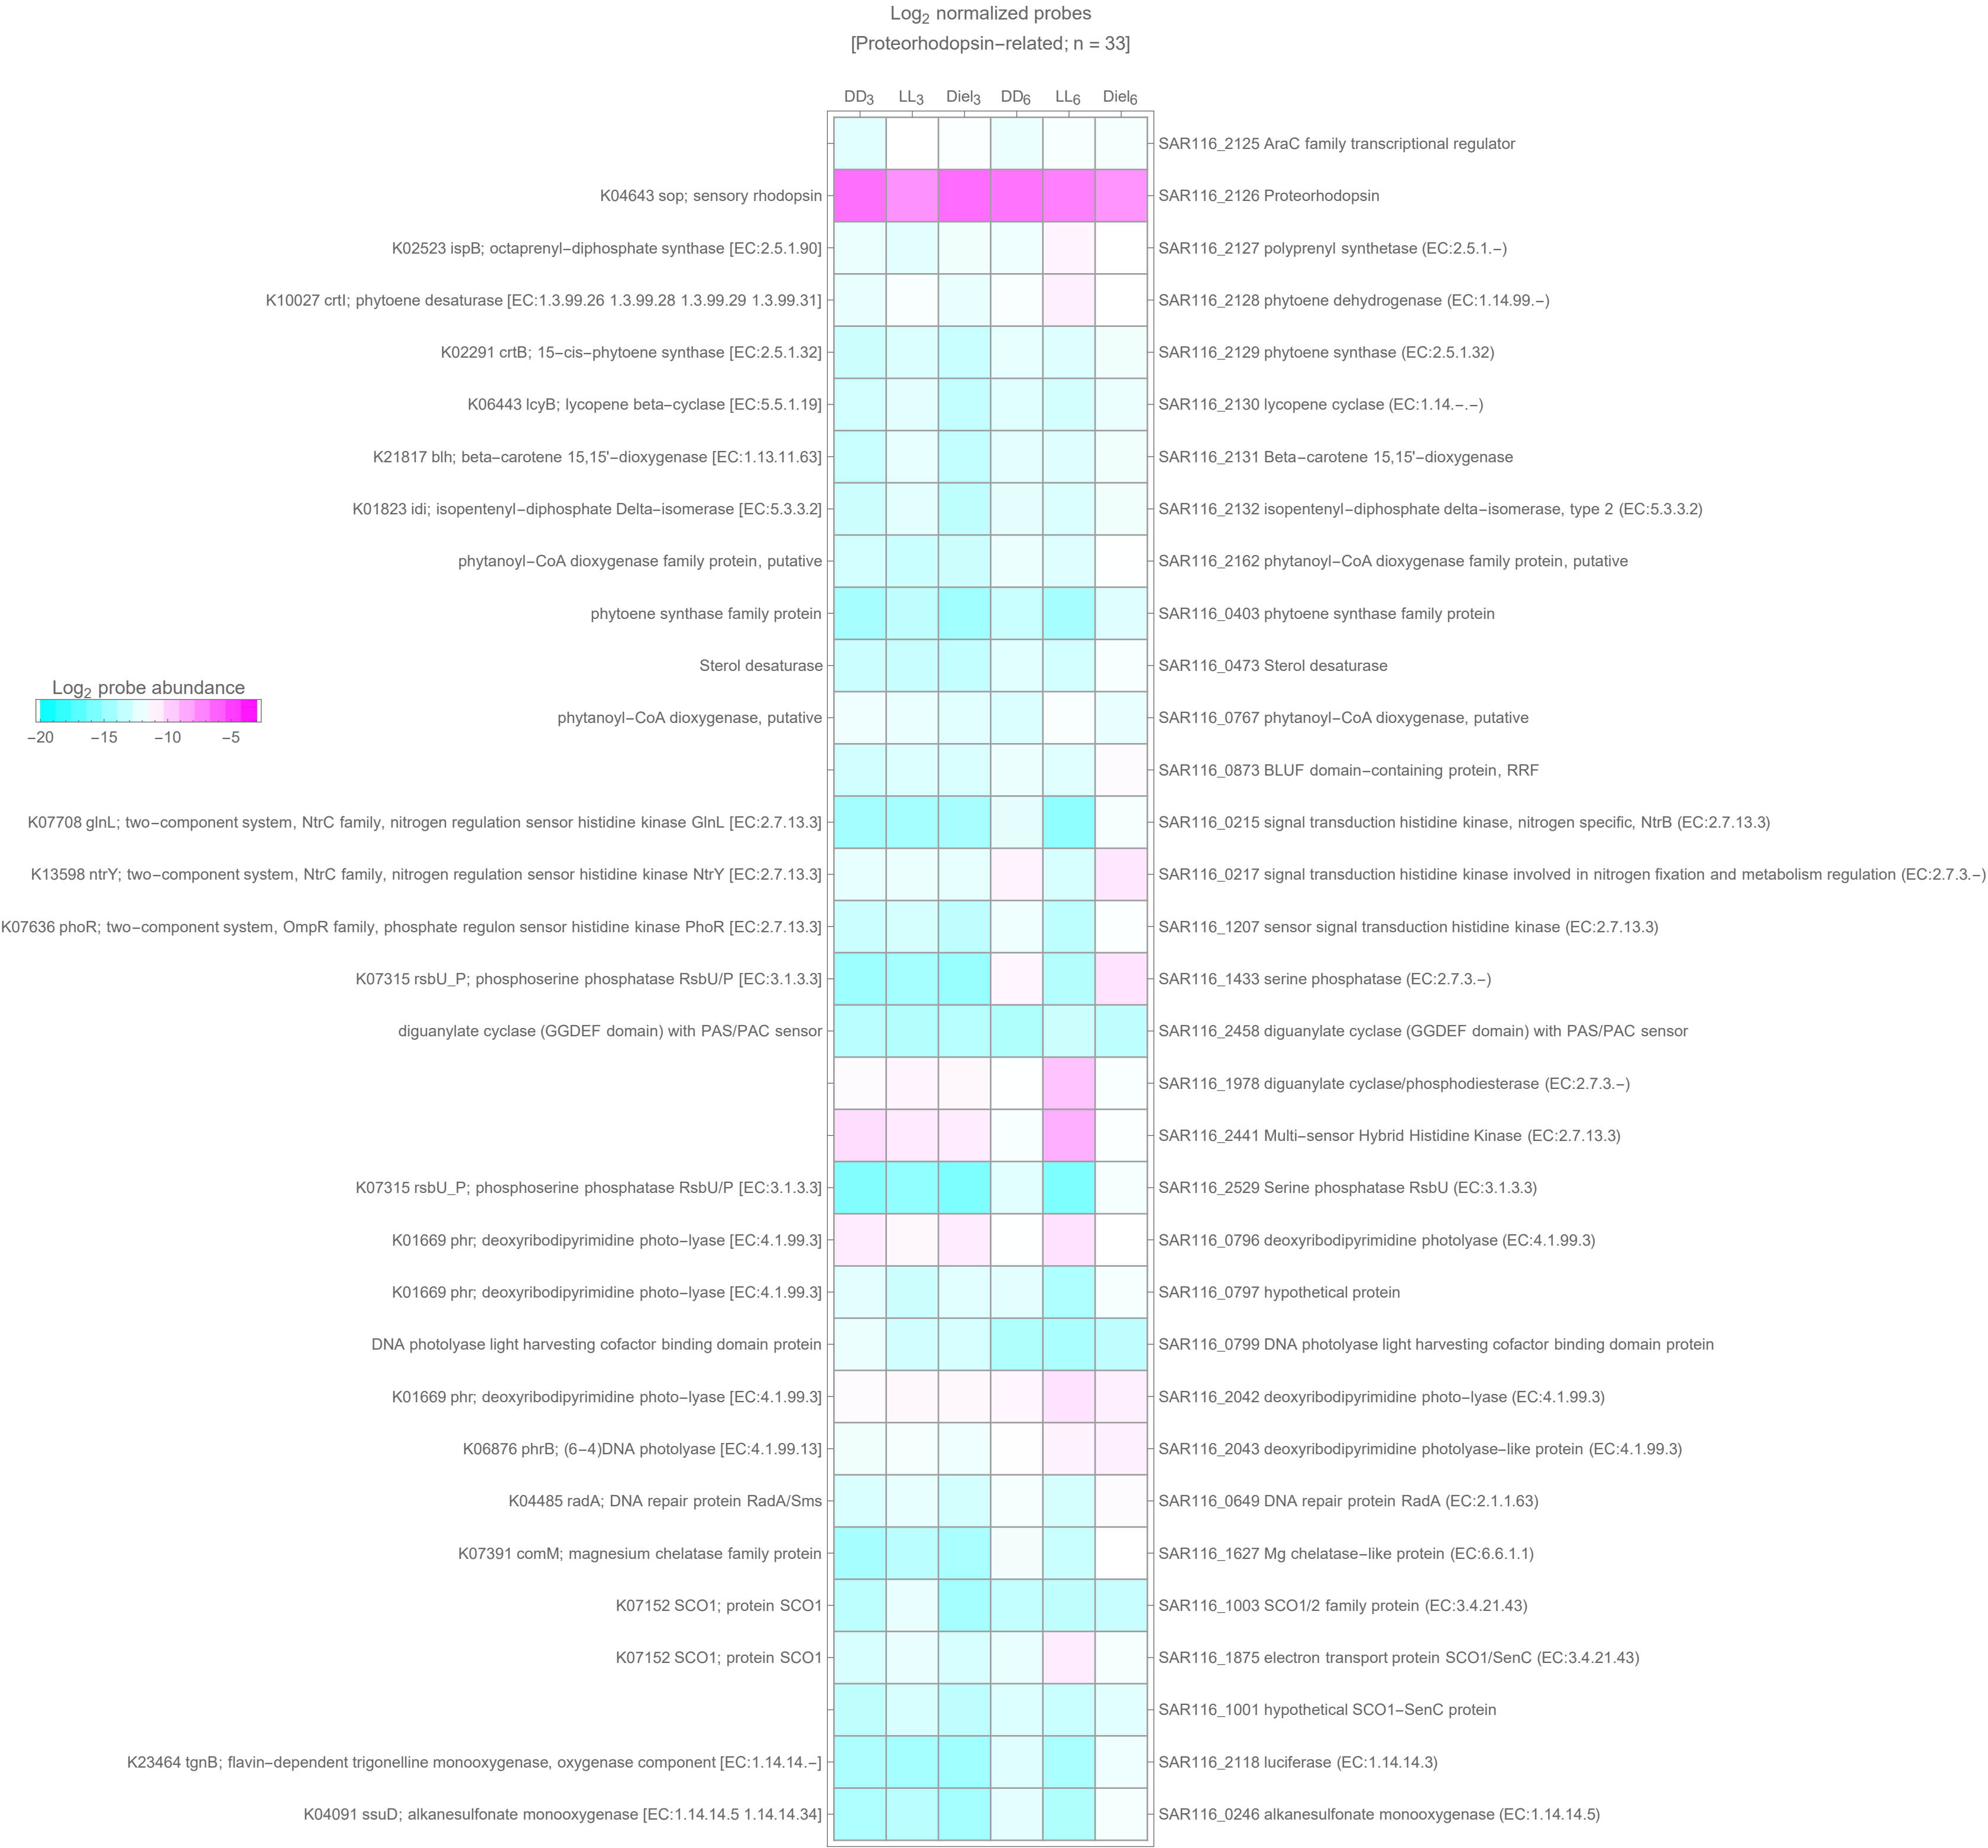 Log2 normalized probes
[Proteorhodopsin−related; n = 33]
DD3 LL3 Diel3 DD6 LL6 Diel6
SAR116_2125 AraC family transcriptional regulator
K04643 sop; sensory rhodopsin SAR116_2126 Proteorhodopsin
K02523 ispB; octaprenyl−diphosphate synthase [EC:2.5.1.90] SAR116_2127 polyprenyl synthetase (EC:2.5.1.−)
K10027 crtI; phytoene desaturase [EC:1.3.99.26 1.3.99.28 1.3.99.29 1.3.99.31] SAR116_2128 phytoene dehydrogenase (EC:1.14.99.−)
K02291 crtB; 15−cis−phytoene synthase [EC:2.5.1.32] SAR116_2129 phytoene synthase (EC:2.5.1.32)
K06443 lcyB; lycopene beta−cyclase [EC:5.5.1.19] SAR116_2130 lycopene cyclase (EC:1.14.−.−)
K21817 blh; beta−carotene 15,15'−dioxygenase [EC:1.13.11.63] SAR116_2131 Beta−carotene 15,15'−dioxygenase
K01823 idi; isopentenyl−diphosphate Delta−isomerase [EC:5.3.3.2] SAR116_2132 isopentenyl−diphosphate delta−isomerase, type 2 (EC:5.3.3.2)
phytanoyl−CoA dioxygenase family protein, putative SAR116_2162 phytanoyl−CoA dioxygenase family protein, putative
phytoene synthase family protein SAR116_0403 phytoene synthase family protein
Sterol desaturase SAR116_0473 Sterol desaturase
Log2 probe abundance
−20 −15 −10 −5
phytanoyl−CoA dioxygenase, putative SAR116_0767 phytanoyl−CoA dioxygenase, putative
SAR116_0873 BLUF domain−containing protein, RRF
K07708 glnL; two−component system, NtrC family, nitrogen regulation sensor histidine kinase GlnL [EC:2.7.13.3] SAR116_0215 signal transduction histidine kinase, nitrogen specific, NtrB (EC:2.7.13.3)
K13598 ntrY; two−component system, NtrC family, nitrogen regulation sensor histidine kinase NtrY [EC:2.7.13.3] SAR116_0217 signal transduction histidine kinase involved in nitrogen fixation and metabolism regulation (EC:2.7.3.−)
K07636 phoR; two−component system, OmpR family, phosphate regulon sensor histidine kinase PhoR [EC:2.7.13.3] SAR116_1207 sensor signal transduction histidine kinase (EC:2.7.13.3)
K07315 rsbU_P; phosphoserine phosphatase RsbU/P [EC:3.1.3.3] SAR116_1433 serine phosphatase (EC:2.7.3.−)
diguanylate cyclase (GGDEF domain) with PAS/PAC sensor SAR116_2458 diguanylate cyclase (GGDEF domain) with PAS/PAC sensor
SAR116_1978 diguanylate cyclase/phosphodiesterase (EC:2.7.3.−)
SAR116_2441 Multi−sensor Hybrid Histidine Kinase (EC:2.7.13.3)
K07315 rsbU_P; phosphoserine phosphatase RsbU/P [EC:3.1.3.3] SAR116_2529 Serine phosphatase RsbU (EC:3.1.3.3)
K01669 phr; deoxyribodipyrimidine photo−lyase [EC:4.1.99.3] SAR116_0796 deoxyribodipyrimidine photolyase (EC:4.1.99.3)
K01669 phr; deoxyribodipyrimidine photo−lyase [EC:4.1.99.3] SAR116_0797 hypothetical protein
DNA photolyase light harvesting cofactor binding domain protein SAR116_0799 DNA photolyase light harvesting cofactor binding domain protein
K01669 phr; deoxyribodipyrimidine photo−lyase [EC:4.1.99.3] SAR116_2042 deoxyribodipyrimidine photo−lyase (EC:4.1.99.3)
K06876 phrB; (6−4)DNA photolyase [EC:4.1.99.13] SAR116_2043 deoxyribodipyrimidine photolyase−like protein (EC:4.1.99.3)
K04485 radA; DNA repair protein RadA/Sms SAR116_0649 DNA repair protein RadA (EC:2.1.1.63)
K07391 comM; magnesium chelatase family protein SAR116_1627 Mg chelatase−like protein (EC:6.6.1.1)
K07152 SCO1; protein SCO1 SAR116_1003 SCO1/2 family protein (EC:3.4.21.43)
K07152 SCO1; protein SCO1 SAR116_1875 electron transport protein SCO1/SenC (EC:3.4.21.43)
SAR116_1001 hypothetical SCO1−SenC protein
K23464 tgnB; flavin−dependent trigonelline monooxygenase, oxygenase component [EC:1.14.14.−] SAR116_2118 luciferase (EC:1.14.14.3)
K04091 ssuD; alkanesulfonate monooxygenase [EC:1.14.14.5 1.14.14.34] SAR116_0246 alkanesulfonate monooxygenase (EC:1.14.14.5)